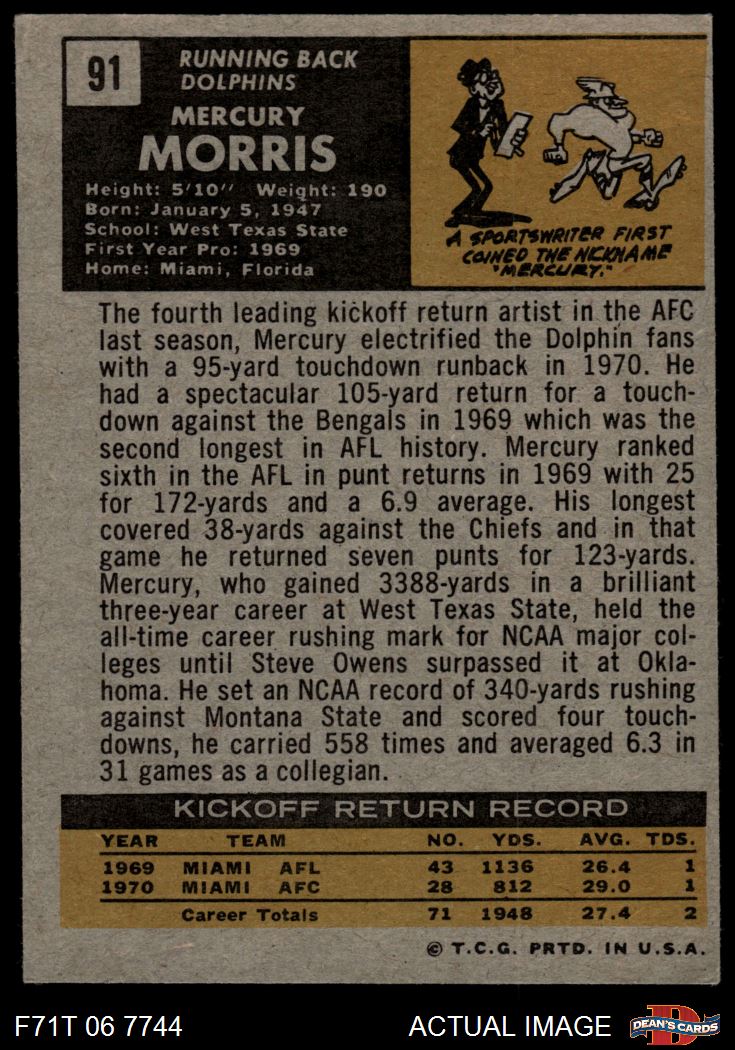 91
RUNNING BACK
DOLPHINS
MERCURY
MORRIS
Height: 5'10" Weight: 190
Born: January 5, 1947
School: West Texas State
First Year Pro: 1969
Home: Miami, Florida
A SPORTSWRITER FIRST
COINED THE NICKNAME
"MERCURY."
The fourth leading kickoff return artist in the AFC
last season, Mercury electrified the Dolphin fans
with a 95-yard touchdown runback in 1970. He
had a spectacular 105-yard return for a touch-
down against the Bengals in 1969 which was the
second longest in AFL history. Mercury ranked
sixth in the AFL in punt returns in 1969 with 25
for 172-yards and a 6.9 average. His longest
covered 38-yards against the Chiefs and in that
game he returned seven punts for 123-yards.
Mercury, who gained 3388-yards in a brilliant
three-year career at West Texas State, held the
all-time career rushing mark for NCAA major col-
leges until Steve Owens surpassed it at Okla-
homa. He set an NCAA record of 340-yards rushing
against Montana State and scored four touch-
downs, he carried 558 times and averaged 6.3 in
31 games as a collegian.
KICKOFF RETURN RECORD
YEAR TEAM NO. YDS. AVG. TDS.
1969 MIAMI AFL 43 1136 26.4 1
1970 MIAMI AFC 28 812 29.0 1
Career Totals 71 1948 27.4 2
© T.C.G. PRTD. IN U.S.A.
F71T 06 7744 ACTUAL IMAGE
D
DEAN'S CARDS